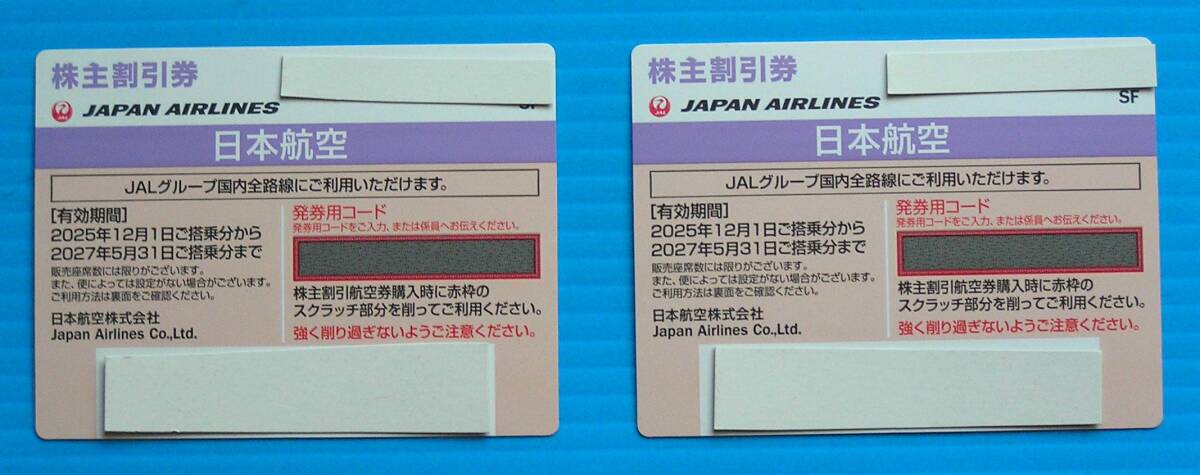 株主割引券
JAL JAPAN AIRLINES
日本航空
JALグループ国内全路線にご利用いただけます。
[有効期間]
2025年12月1日ご搭乗分から
2027年5月31日ご搭乗分まで
販売座席数には限りがございます。
また、便によっては設定がない場合がございます。
ご利用方法は裏面をご確認ください。
日本航空株式会社
Japan Airlines Co.,Ltd.
発券用コード
発券用コードをご入力、または係員へお伝えください。
株主割引航空券購入時に赤枠の
スクラッチ部分を削ってご利用ください。
強く削り過ぎないようご注意ください。
株主割引券
JAL JAPAN AIRLINES
SF
日本航空
JALグループ国内全路線にご利用いただけます。
[有効期間]
2025年12月1日ご搭乗分から
2027年5月31日ご搭乗分まで
販売座席数には限りがございます。
また、便によっては設定がない場合がございます。
ご利用方法は裏面をご確認ください。
日本航空株式会社
Japan Airlines Co.,Ltd.
発券用コード
発券用コードをご入力、または係員へお伝えください。
株主割引航空券購入時に赤枠の
スクラッチ部分を削ってご利用ください。
強く削り過ぎないようご注意ください。